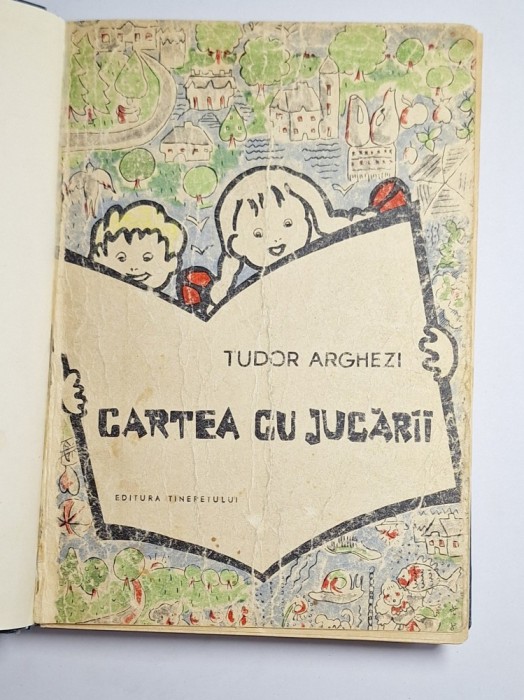 TUDOR ARGHEZI
CARTEA CU JUCĂRII
EDITURA TINERETULUI